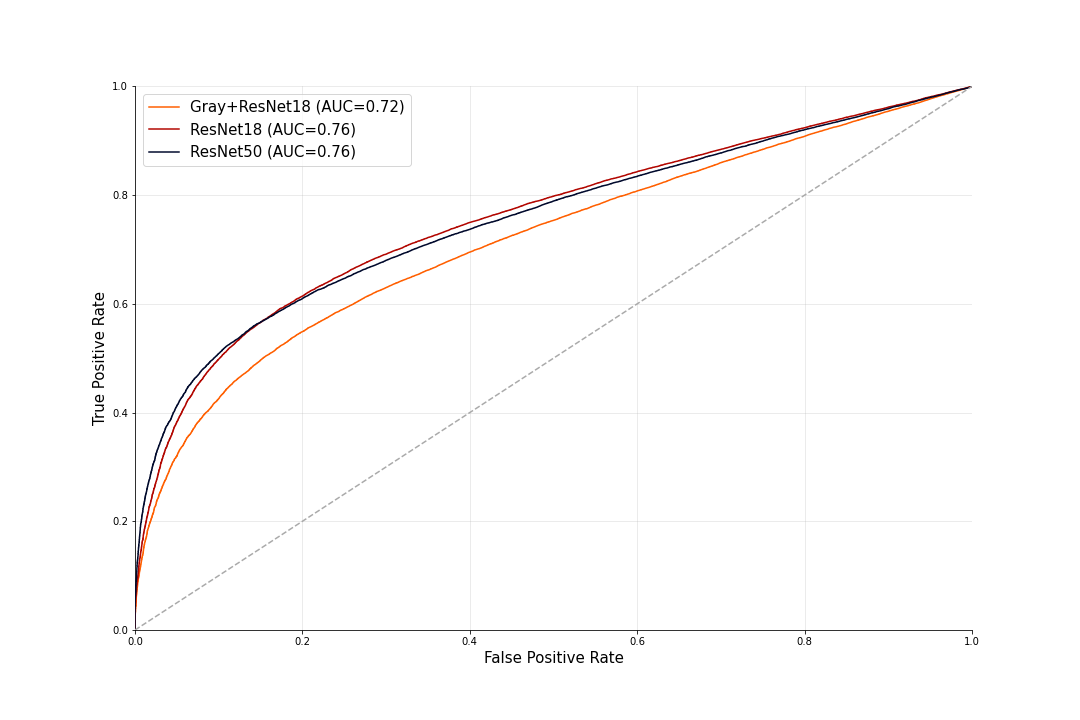 Gray+ResNet18 (AUC=0.72)
ResNet18 (AUC=0.76)
ResNet50 (AUC=0.76)
True Positive Rate
1.0
0.8
0.6
0.4
0.2
0.0
0.0 0.2 0.4 0.6 0.8 1.0
False Positive Rate